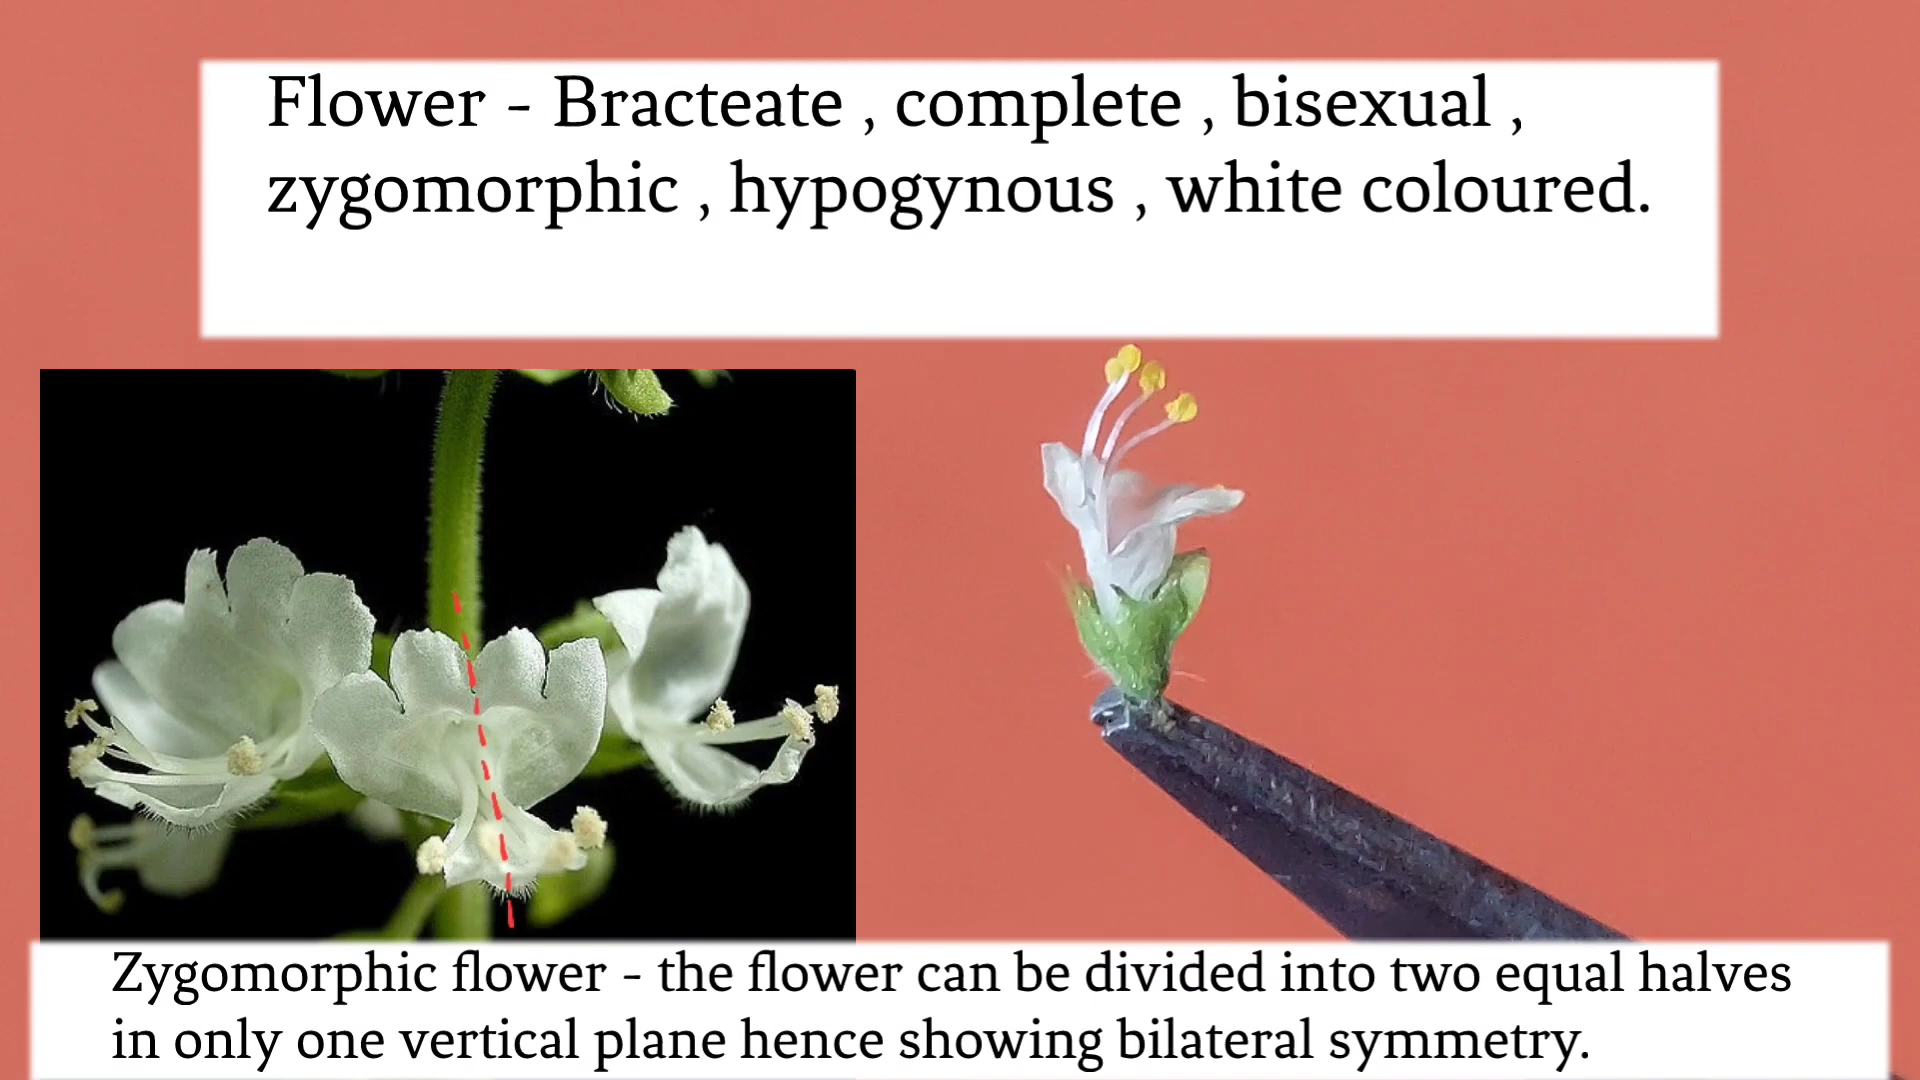 Flower - Bracteate , complete , bisexual ,
zygomorphic , hypogynous , white coloured.
Zygomorphic flower - the flower can be divided into two equal halves
in only one vertical plane hence showing bilateral symmetry.